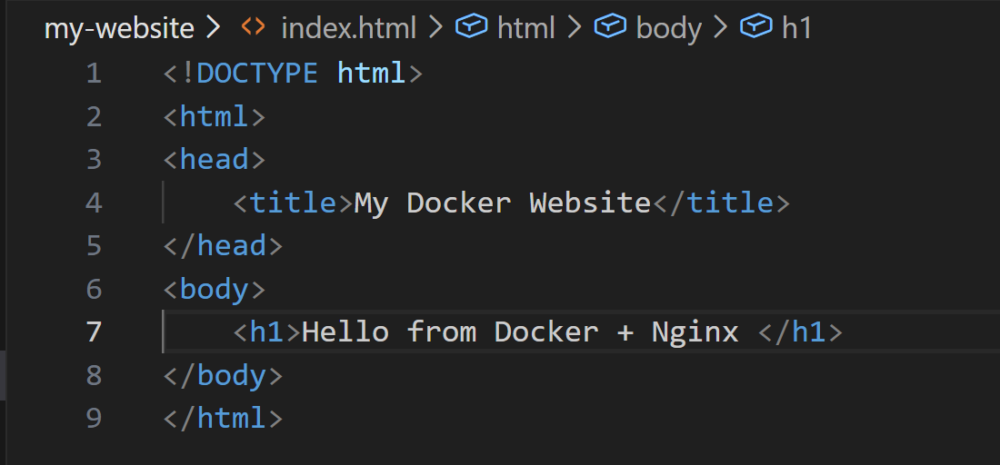 my-website > <> index.html > html > body > h1
1 <!DOCTYPE html>
2 <html>
3 <head>
4     <title>My Docker Website</title>
5 </head>
6 <body>
7     <h1>Hello from Docker + Nginx </h1>
8 </body>
9 </html>